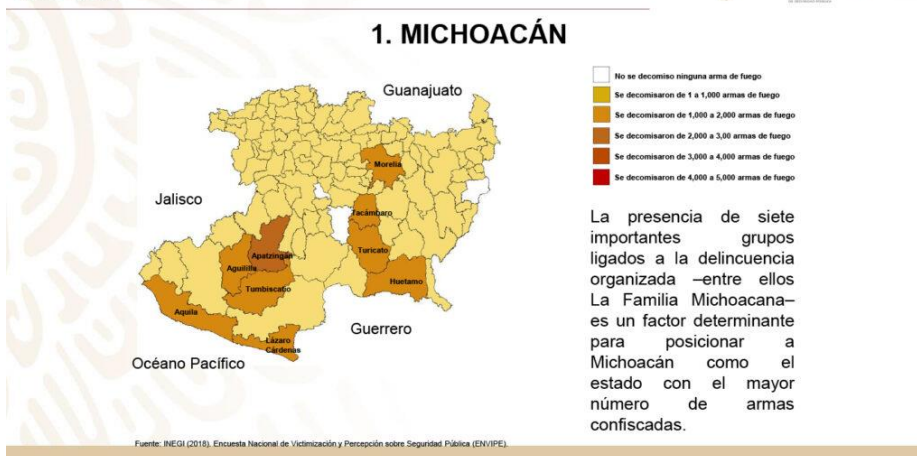 1. MICHOACÁN
Guanajuato
Morelia
Jalisco
Tacámbaro
Turicato
Apatzingán
Aguililla
Tumbiscatio
Huetamo
Aquila
Lázaro
Cárdenas
Guerrero
Océano Pacífico
No se decomiso ninguna arma de fuego
Se decomisaron de 1 a 1,000 armas de fuego
Se decomisaron de 1,000 a 2,000 armas de fuego
Se decomisaron de 2,000 a 3,00 armas de fuego
Se decomisaron de 3,000 a 4,000 armas de fuego
Se decomisaron de 4,000 a 5,000 armas de fuego
La presencia de siete
importantes grupos
ligados a la delincuencia
organizada –entre ellos
La Familia Michoacana–
es un factor determinante
para posicionar a
Michoacán como el
estado con el mayor
número de armas
confiscadas.
Fuente: INEGI (2018). Encuesta Nacional de Victimización y Percepción sobre Seguridad Pública (ENVIPE).